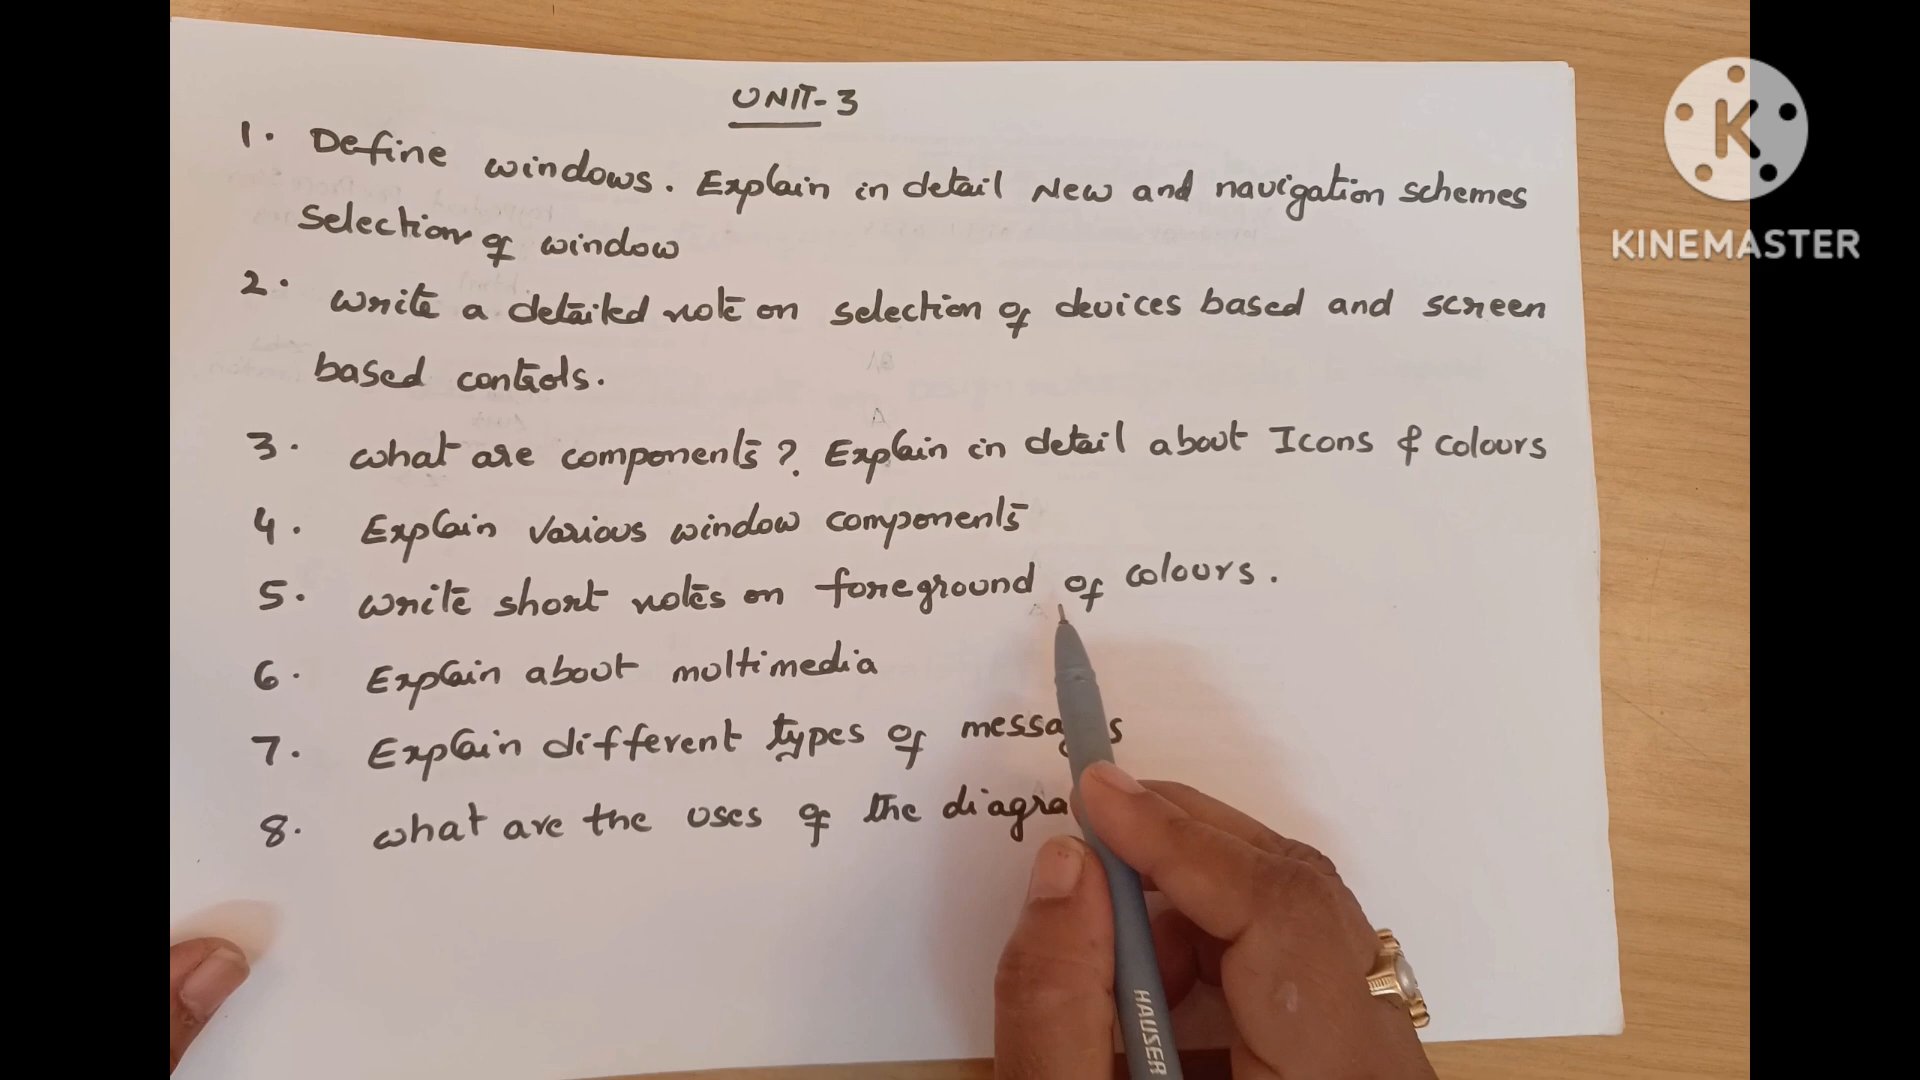 UNIT-3
1. Define windows. Explain in detail New and navigation schemes
Selection of window
2. write a detailed note on selection of devices based and screen
based contrls.
3. what are components? Explain in detail about Icons & colours
4. Explain various window components
5. write short notes on foreground of colours.
6. Explain about multimedia
7. Explain different types of messages
8. what are the uses of the diagra
K
KINEMASTER
HAUSER